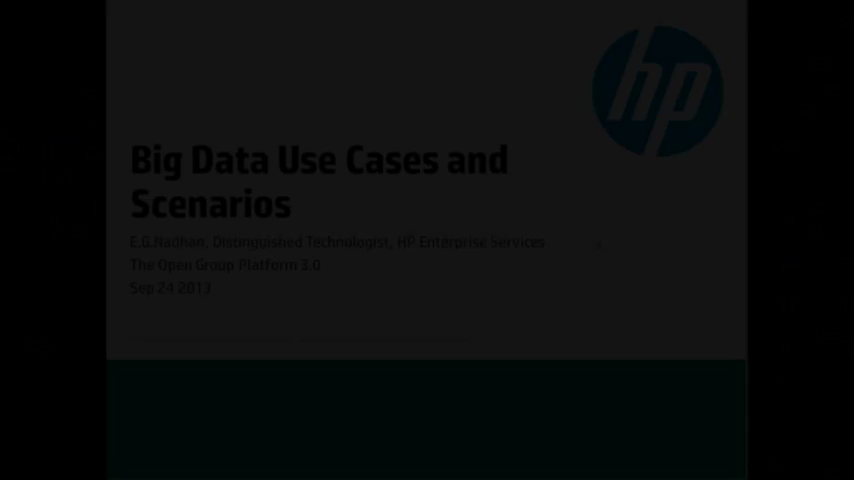 hp
Big Data Use Cases and
Scenarios
E.G.Nadhan, Distinguished Technologist, HP Enterprise Services
The Open Group Platform 3.0
Sep 24 2013